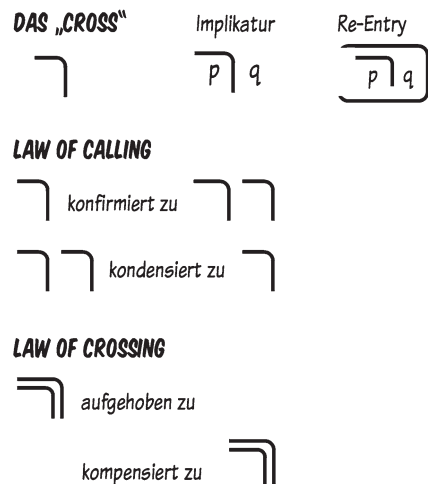 DAS „CROSS“ Implikatur Re-Entry
p q p q
LAW OF CALLING
konfirmiert zu
kondensiert zu
LAW OF CROSSING
aufgehoben zu
kompensiert zu